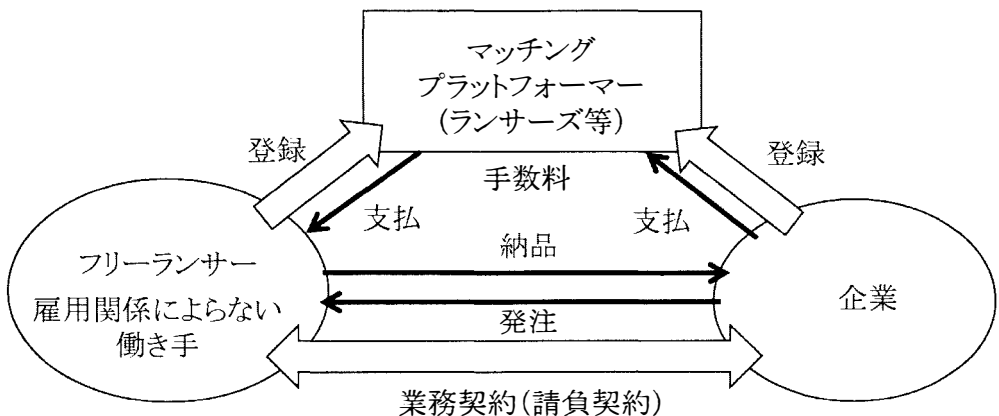 マッチング
プラットフォーマー
(ランサーズ等)
登録
登録
手数料
支払
支払
納品
フリーランサー
雇用関係によらない
働き手
企業
発注
業務契約(請負契約)